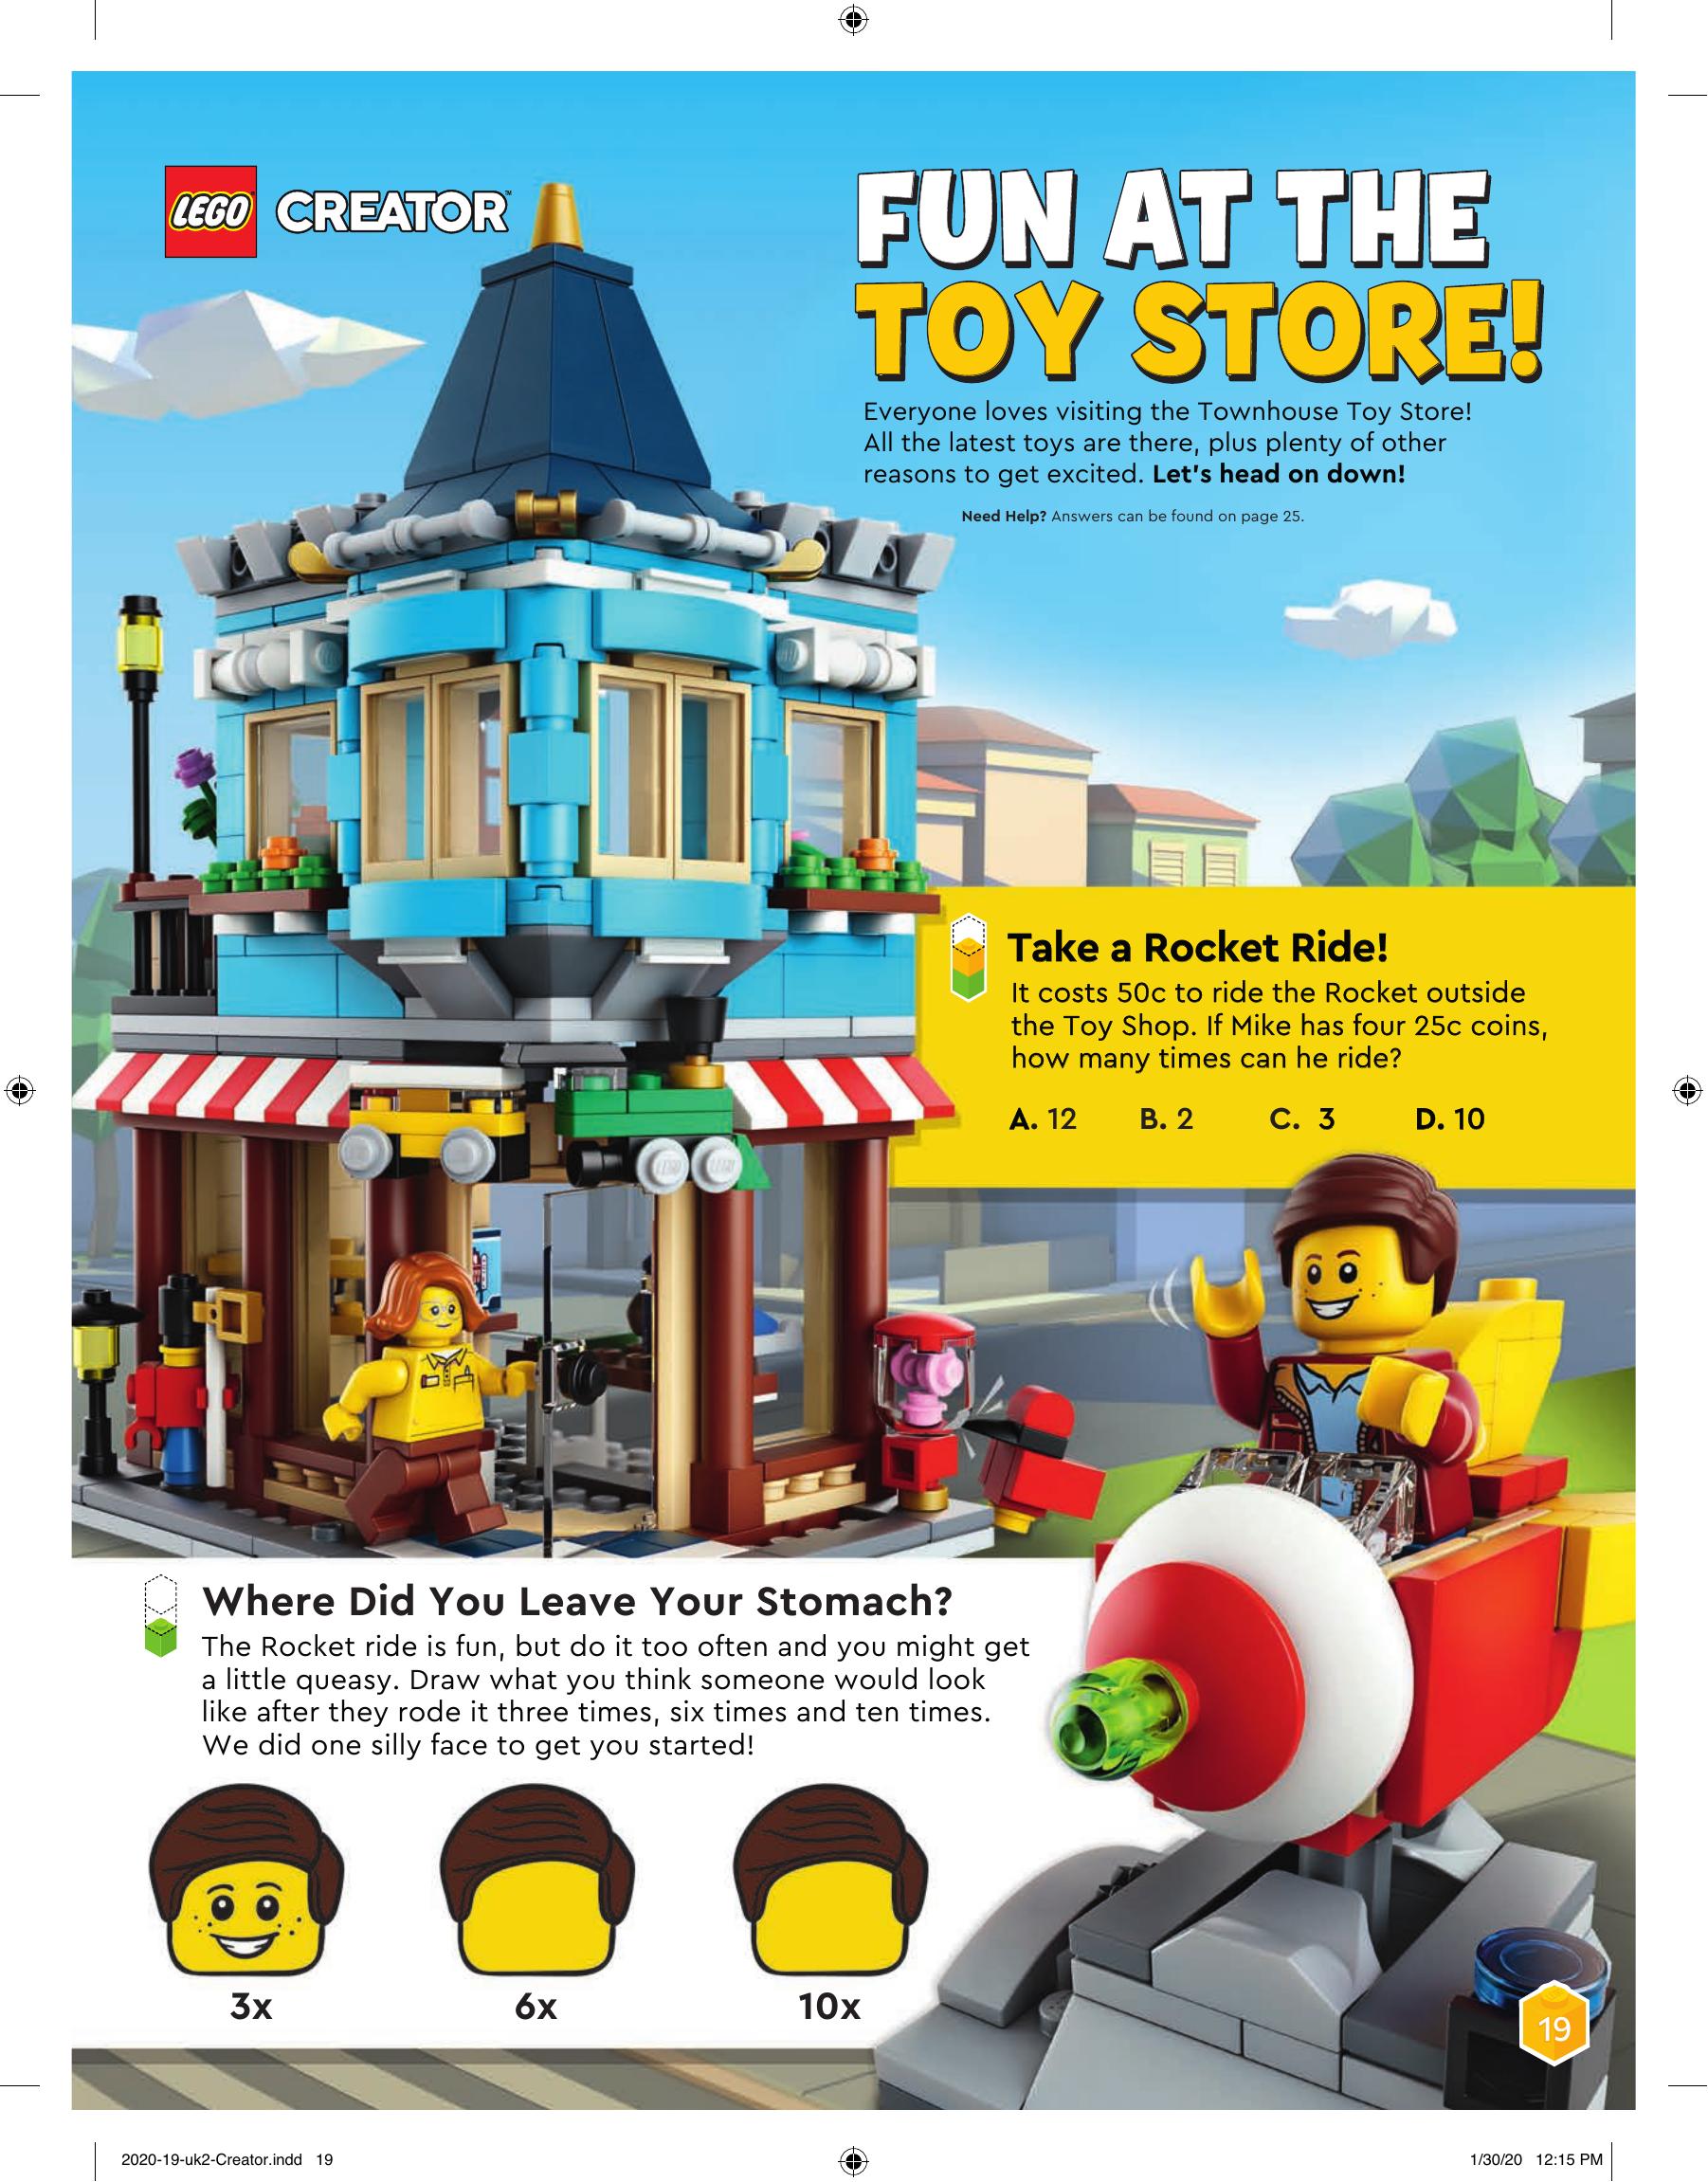 LEGO CREATOR™
FUN AT THE
TOY STORE!
Everyone loves visiting the Townhouse Toy Store!
All the latest toys are there, plus plenty of other
reasons to get excited. Let's head on down!
Need Help? Answers can be found on page 25.
Take a Rocket Ride!
It costs 50c to ride the Rocket outside
the Toy Shop. If Mike has four 25c coins,
how many times can he ride?
A. 12 B. 2 C. 3 D. 10
LEGO LEGO
Where Did You Leave Your Stomach?
The Rocket ride is fun, but do it too often and you might get
a little queasy. Draw what you think someone would look
like after they rode it three times, six times and ten times.
We did one silly face to get you started!
3x 6x 10x
19
2020-19-uk2-Creator.indd 19 1/30/20 12:15 PM